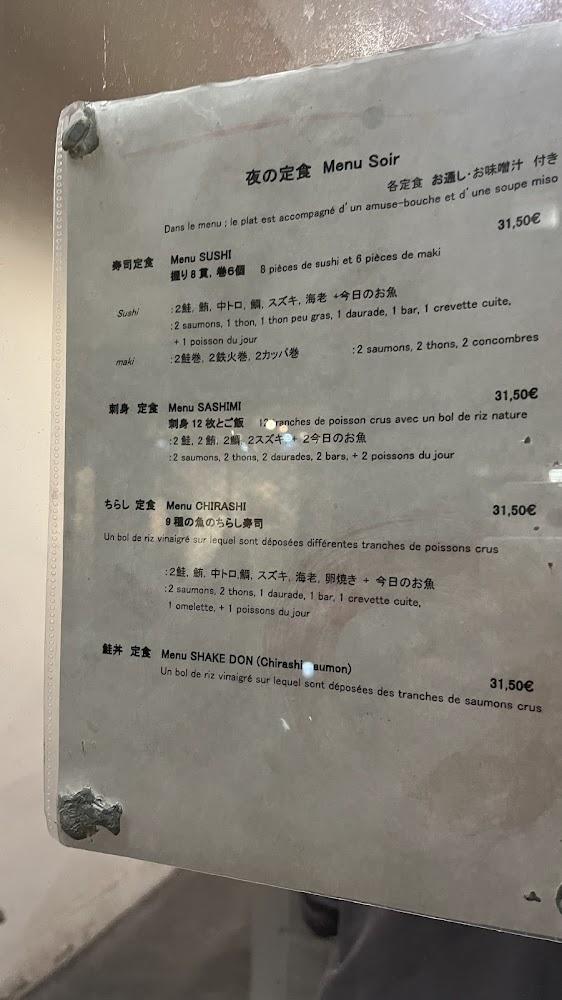 夜の定食 Menu Soir
各定食 お通し・お味噌汁 付き
Dans le menu ; le plat est accompagné d'un amuse-bouche et d'une soupe miso
31,50€
寿司定食 Menu SUSHI
握り8貫, 巻6個 8 pièces de sushi et 6 pièces de maki
Sushi :2鮭, 鮪, 中トロ, 鯛, スズキ, 海老 +今日のお魚
:2 saumons, 1 thon, 1 thon peu gras, 1 daurade, 1 bar, 1 crevette cuite,
+ 1 poisson du jour
maki :2鮭巻, 2鉄火巻, 2カッパ巻 :2 saumons, 2 thons, 2 concombres
31,50€
刺身 定食 Menu SASHIMI
刺身12枚とご飯 12 tranches de poisson crus avec un bol de riz nature
:2 鮭, 2 鮪, 2鯛, 2スズキ + 2今日のお魚
:2 saumons, 2 thons, 2 daurades, 2 bars, + 2 poissons du jour
ちらし 定食 Menu CHIRASHI 31,50€
9 種の魚のちらし寿司
Un bol de riz vinaigré sur lequel sont déposées différentes tranches de poissons crus
:2鮭, 鮪, 中トロ,鯛, スズキ, 海老, 卵焼き + 今日のお魚
:2 saumons, 2 thons, 1 daurade, 1 bar, 1 crevette cuite,
1 omelette, + 1 poissons du jour
鮭丼 定食 Menu SHAKE DON (Chirashi saumon) 31,50€
Un bol de riz vinaigré sur lequel sont déposées des tranches de saumons crus